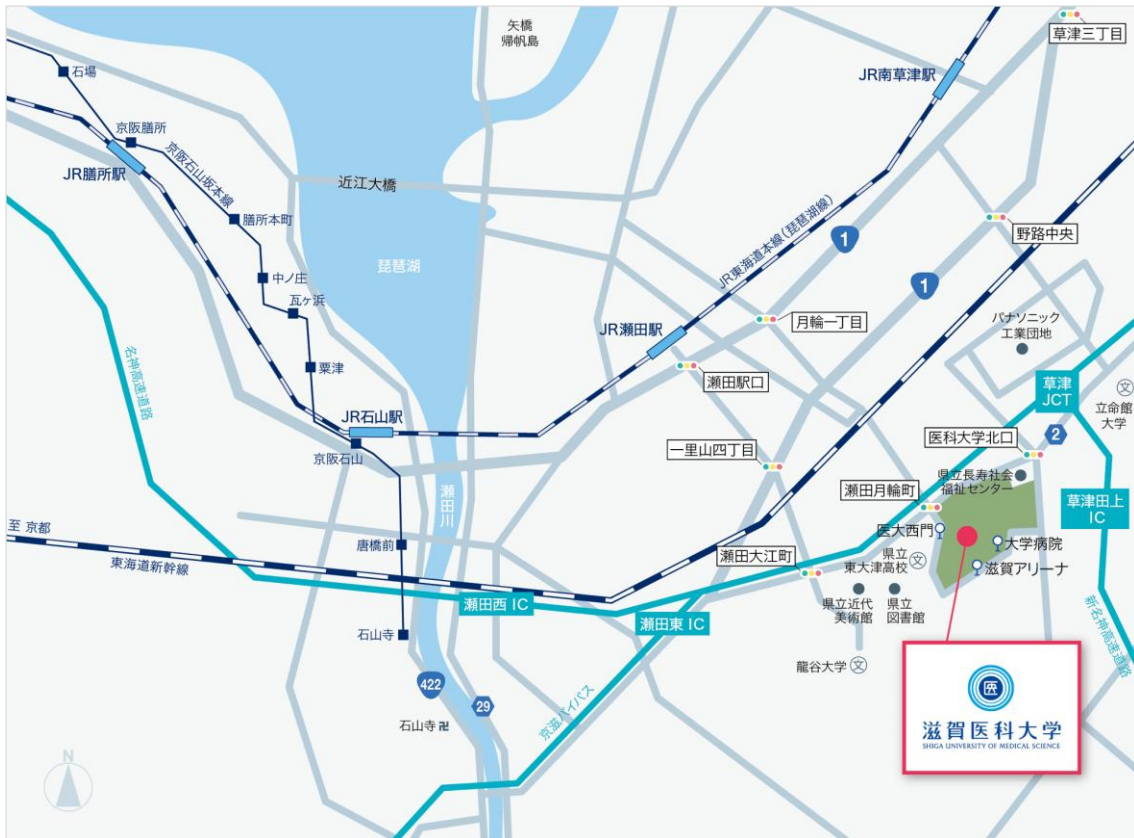 矢橋
帰帆島
草津三丁目
石場
JR南草津駅
京阪膳所
JR膳所駅
京阪石山坂本線
近江大橋
膳所本町
JR東海道本線(琵琶湖線)
1
野路中央
琵琶湖
中ノ庄
1
瓦ヶ浜
月輪一丁目
パナソニック
工業団地
JR瀬田駅
名神高速道路
粟津
瀬田駅口
草津
JCT
文
立命館
大学
JR石山駅
医科大学北口
2
京阪石山
一里山四丁目
県立長寿社会
福祉センター
瀬田川
瀬田月輪町
草津田上
IC
至 京都
医大西門
大学病院
唐橋前
瀬田大江町
県立
東大津高校
文
滋賀アリーナ
東海道新幹線
県立近代
美術館
県立
図書館
瀬田西 IC
瀬田東 IC
新名神高速道路
石山寺
龍谷大学
文
422
29
京滋バイパス
石山寺
卍
医
滋賀医科大学
SHIGA UNIVERSITY OF MEDICAL SCIENCE
N